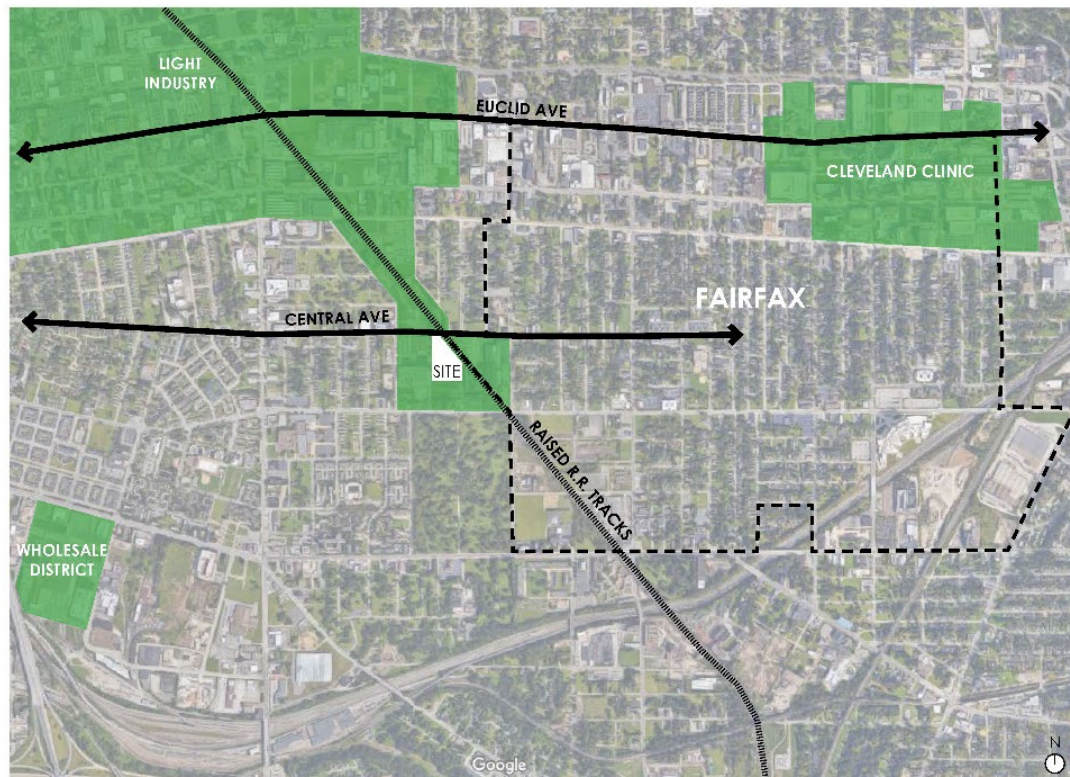 LIGHT
INDUSTRY
EUCLID AVE
CLEVELAND CLINIC
FAIRFAX
CENTRAL AVE
SITE
RAISED R.R. TRACKS
WHOLESALE
DISTRICT
Google
N